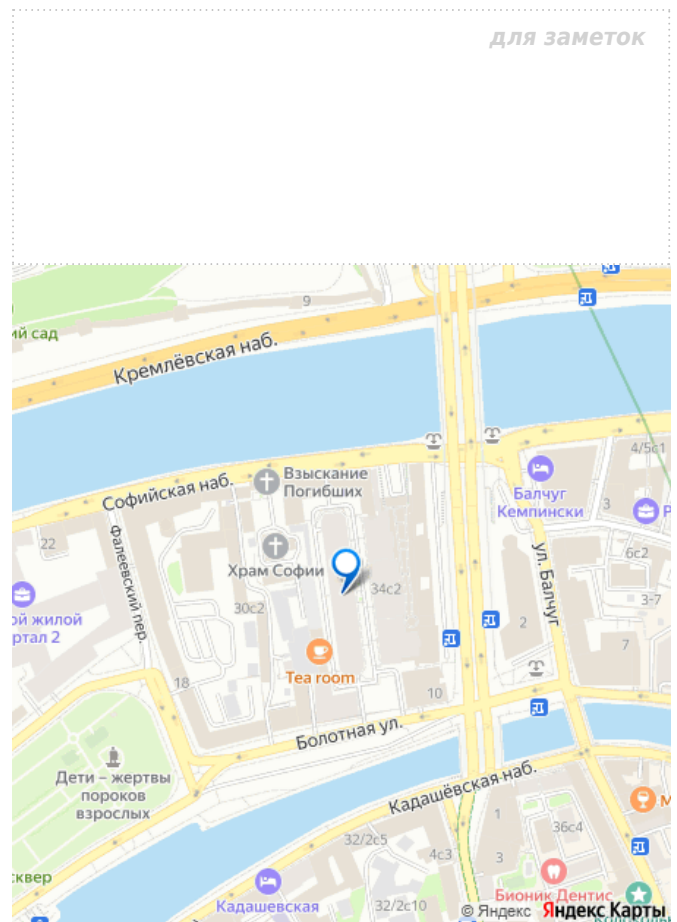 для заметок
9
ий сад
Кремлёвская наб.
4/5с1
Взыскание
Погибших
Софийская наб.
Балчуг
Кемпински
3
Р
22
Фалеевский пер.
ул. Балчуг
6с2
Храм Софии
34с2
30с2
3-7
ой жилой
ртал 2
2
7
Tea room
18
10
Болотная ул.
Дети – жертвы
пороков
взрослых
Кадашёвская наб.
М
1
36с4
32/2с5
4с3
3
сквер
Бионик Дентис
Кадашевская
32/2с10
© Яндекс Яндекс Карты